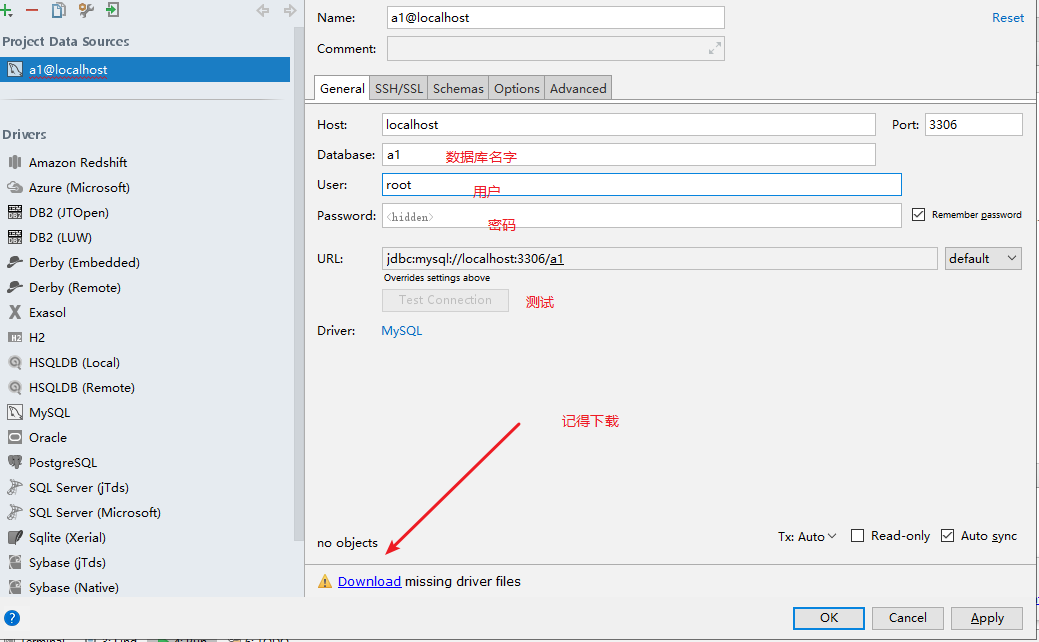 Project Data Sources
a1@localhost
Drivers
Amazon Redshift
Azure (Microsoft)
DB2 (JTOpen)
DB2 (LUW)
Derby (Embedded)
Derby (Remote)
Exasol
H2
HSQLDB (Local)
HSQLDB (Remote)
MySQL
Oracle
PostgreSQL
SQL Server (jTds)
SQL Server (Microsoft)
Sqlite (Xerial)
Sybase (jTds)
Sybase (Native)
Name: a1@localhost Reset
Comment:
General SSH/SSL Schemas Options Advanced
Host: localhost Port: 3306
Database: a1 数据库名字
User: root 用户
Password: <hidden> 密码 Remember password
URL: jdbc:mysql://localhost:3306/a1 default
Overrides settings above
Test Connection 测试
Driver: MySQL
记得下载
no objects Tx: Auto Read-only Auto sync
Download missing driver files
? OK Cancel Apply